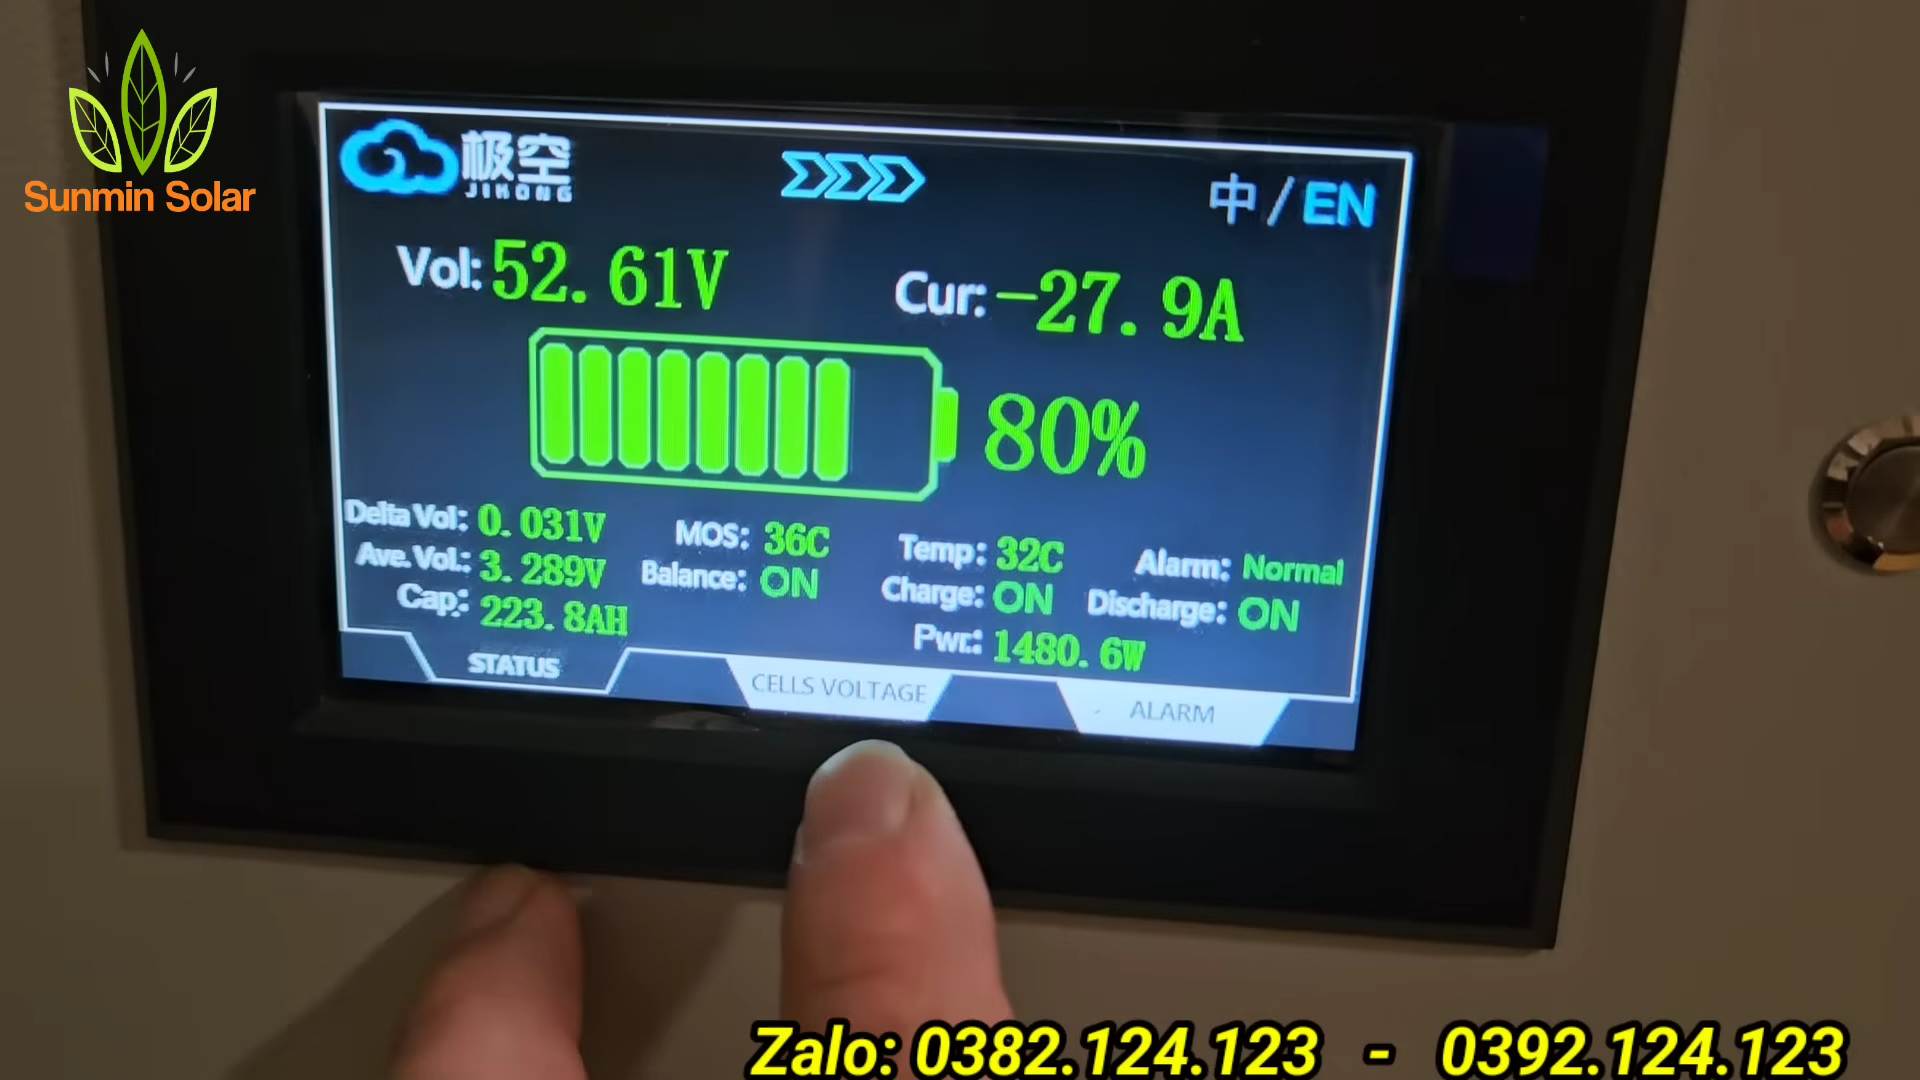 Sunmin Solar
极空
JIKONG
中/EN
Vol: 52.61V
Cur: -27.9A
80%
Delta Vol: 0.031V
MOS: 36C
Temp: 32C
Alarm: Normal
Ave. Vol.: 3.289V
Balance: ON
Charge: ON
Discharge: ON
Cap: 223.8AH
Pwr.: 1480.6W
STATUS
CELLS VOLTAGE
ALARM
Zalo: 0382.124.123 - 0392.124.123